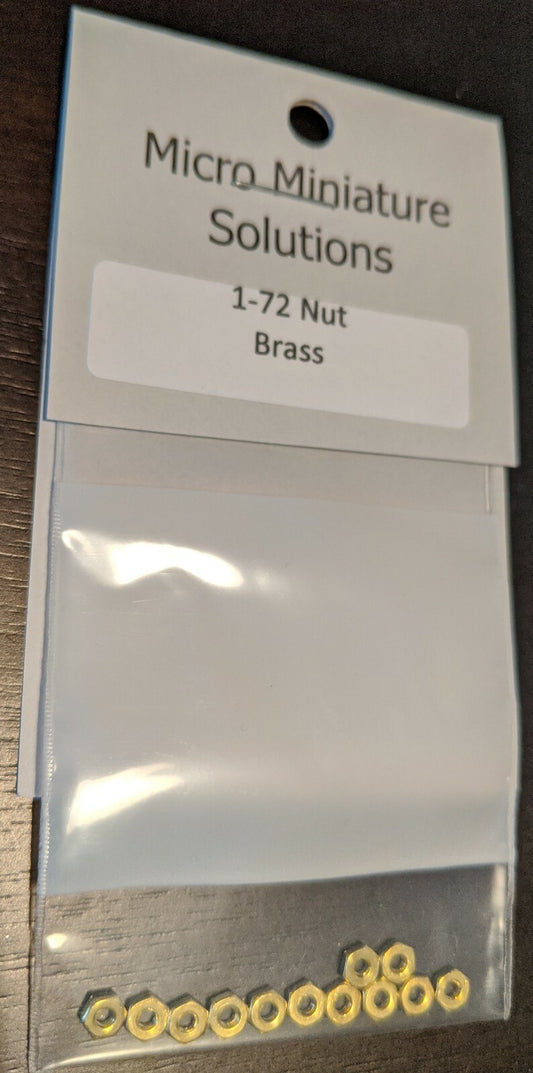 Micro Miniature
Solutions
1-72 Nut
Brass